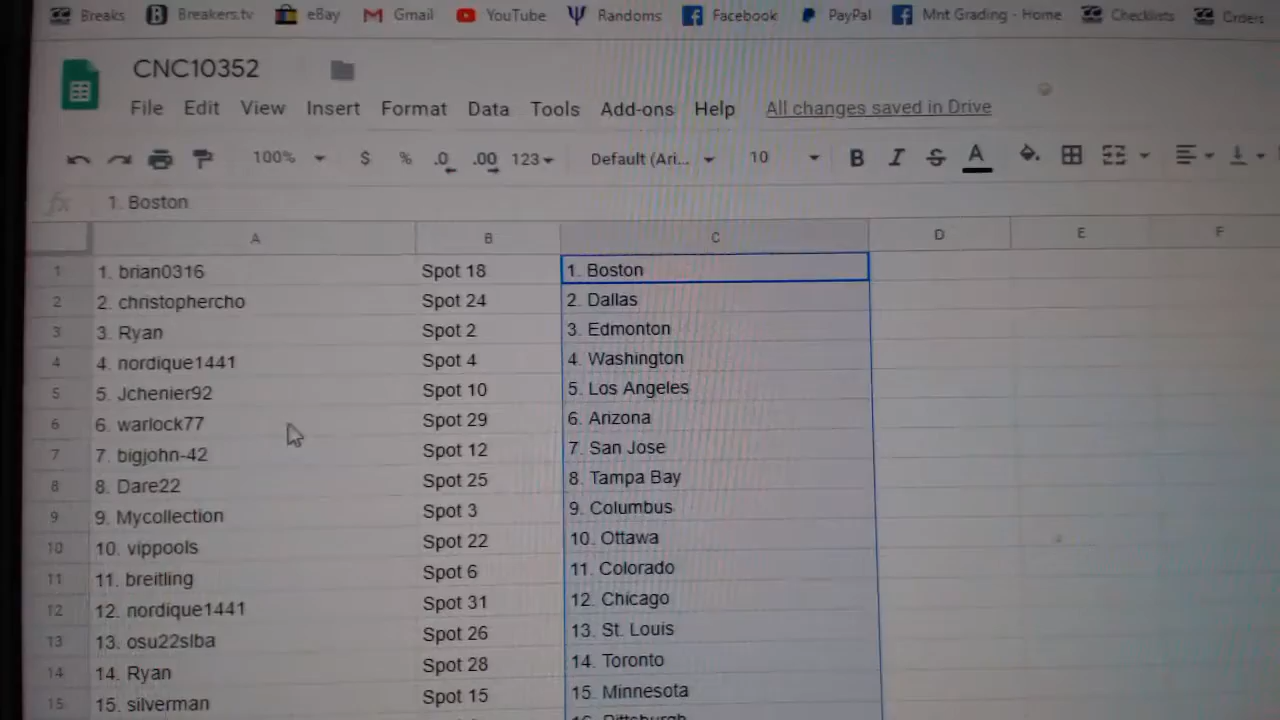 Breaks Breakers.tv eBay Gmail YouTube Randoms Facebook PayPal Mnt Grading - Home Checklists Orders
CNC10352
File Edit View Insert Format Data Tools Add-ons Help All changes saved in Drive
100% $ % .0 .00 123 Default (Ari... 10 B I S A
fx 1. Boston
A B C D E F
1 1. brian0316 Spot 18 1. Boston
2 2. christophercho Spot 24 2. Dallas
3 3. Ryan Spot 2 3. Edmonton
4 4. nordique1441 Spot 4 4. Washington
5 5. Jchenier92 Spot 10 5. Los Angeles
6 6. warlock77 Spot 29 6. Arizona
7 7. bigjohn-42 Spot 12 7. San Jose
8 8. Dare22 Spot 25 8. Tampa Bay
9 9. Mycollection Spot 3 9. Columbus
10 10. vippools Spot 22 10. Ottawa
11 11. breitling Spot 6 11. Colorado
12 12. nordique1441 Spot 31 12. Chicago
13 13. osu22slba Spot 26 13. St. Louis
14 14. Ryan Spot 28 14. Toronto
15 15. silverman Spot 15 15. Minnesota
16. Pittsburgh